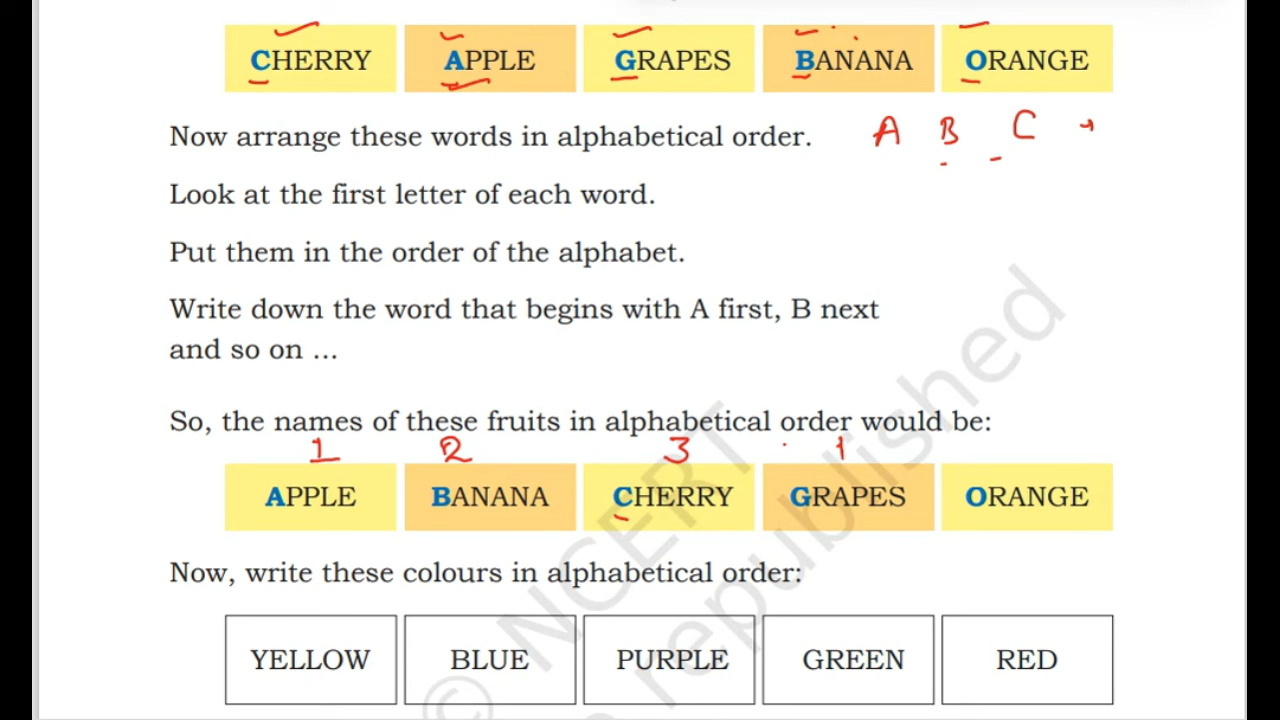 CHERRY APPLE GRAPES BANANA ORANGE
Now arrange these words in alphabetical order. A B C
Look at the first letter of each word.
Put them in the order of the alphabet.
Write down the word that begins with A first, B next
and so on ...
So, the names of these fruits in alphabetical order would be:
1 2 3
APPLE BANANA CHERRY GRAPES ORANGE
Now, write these colours in alphabetical order:
YELLOW BLUE PURPLE GREEN RED
© NCERT
republished